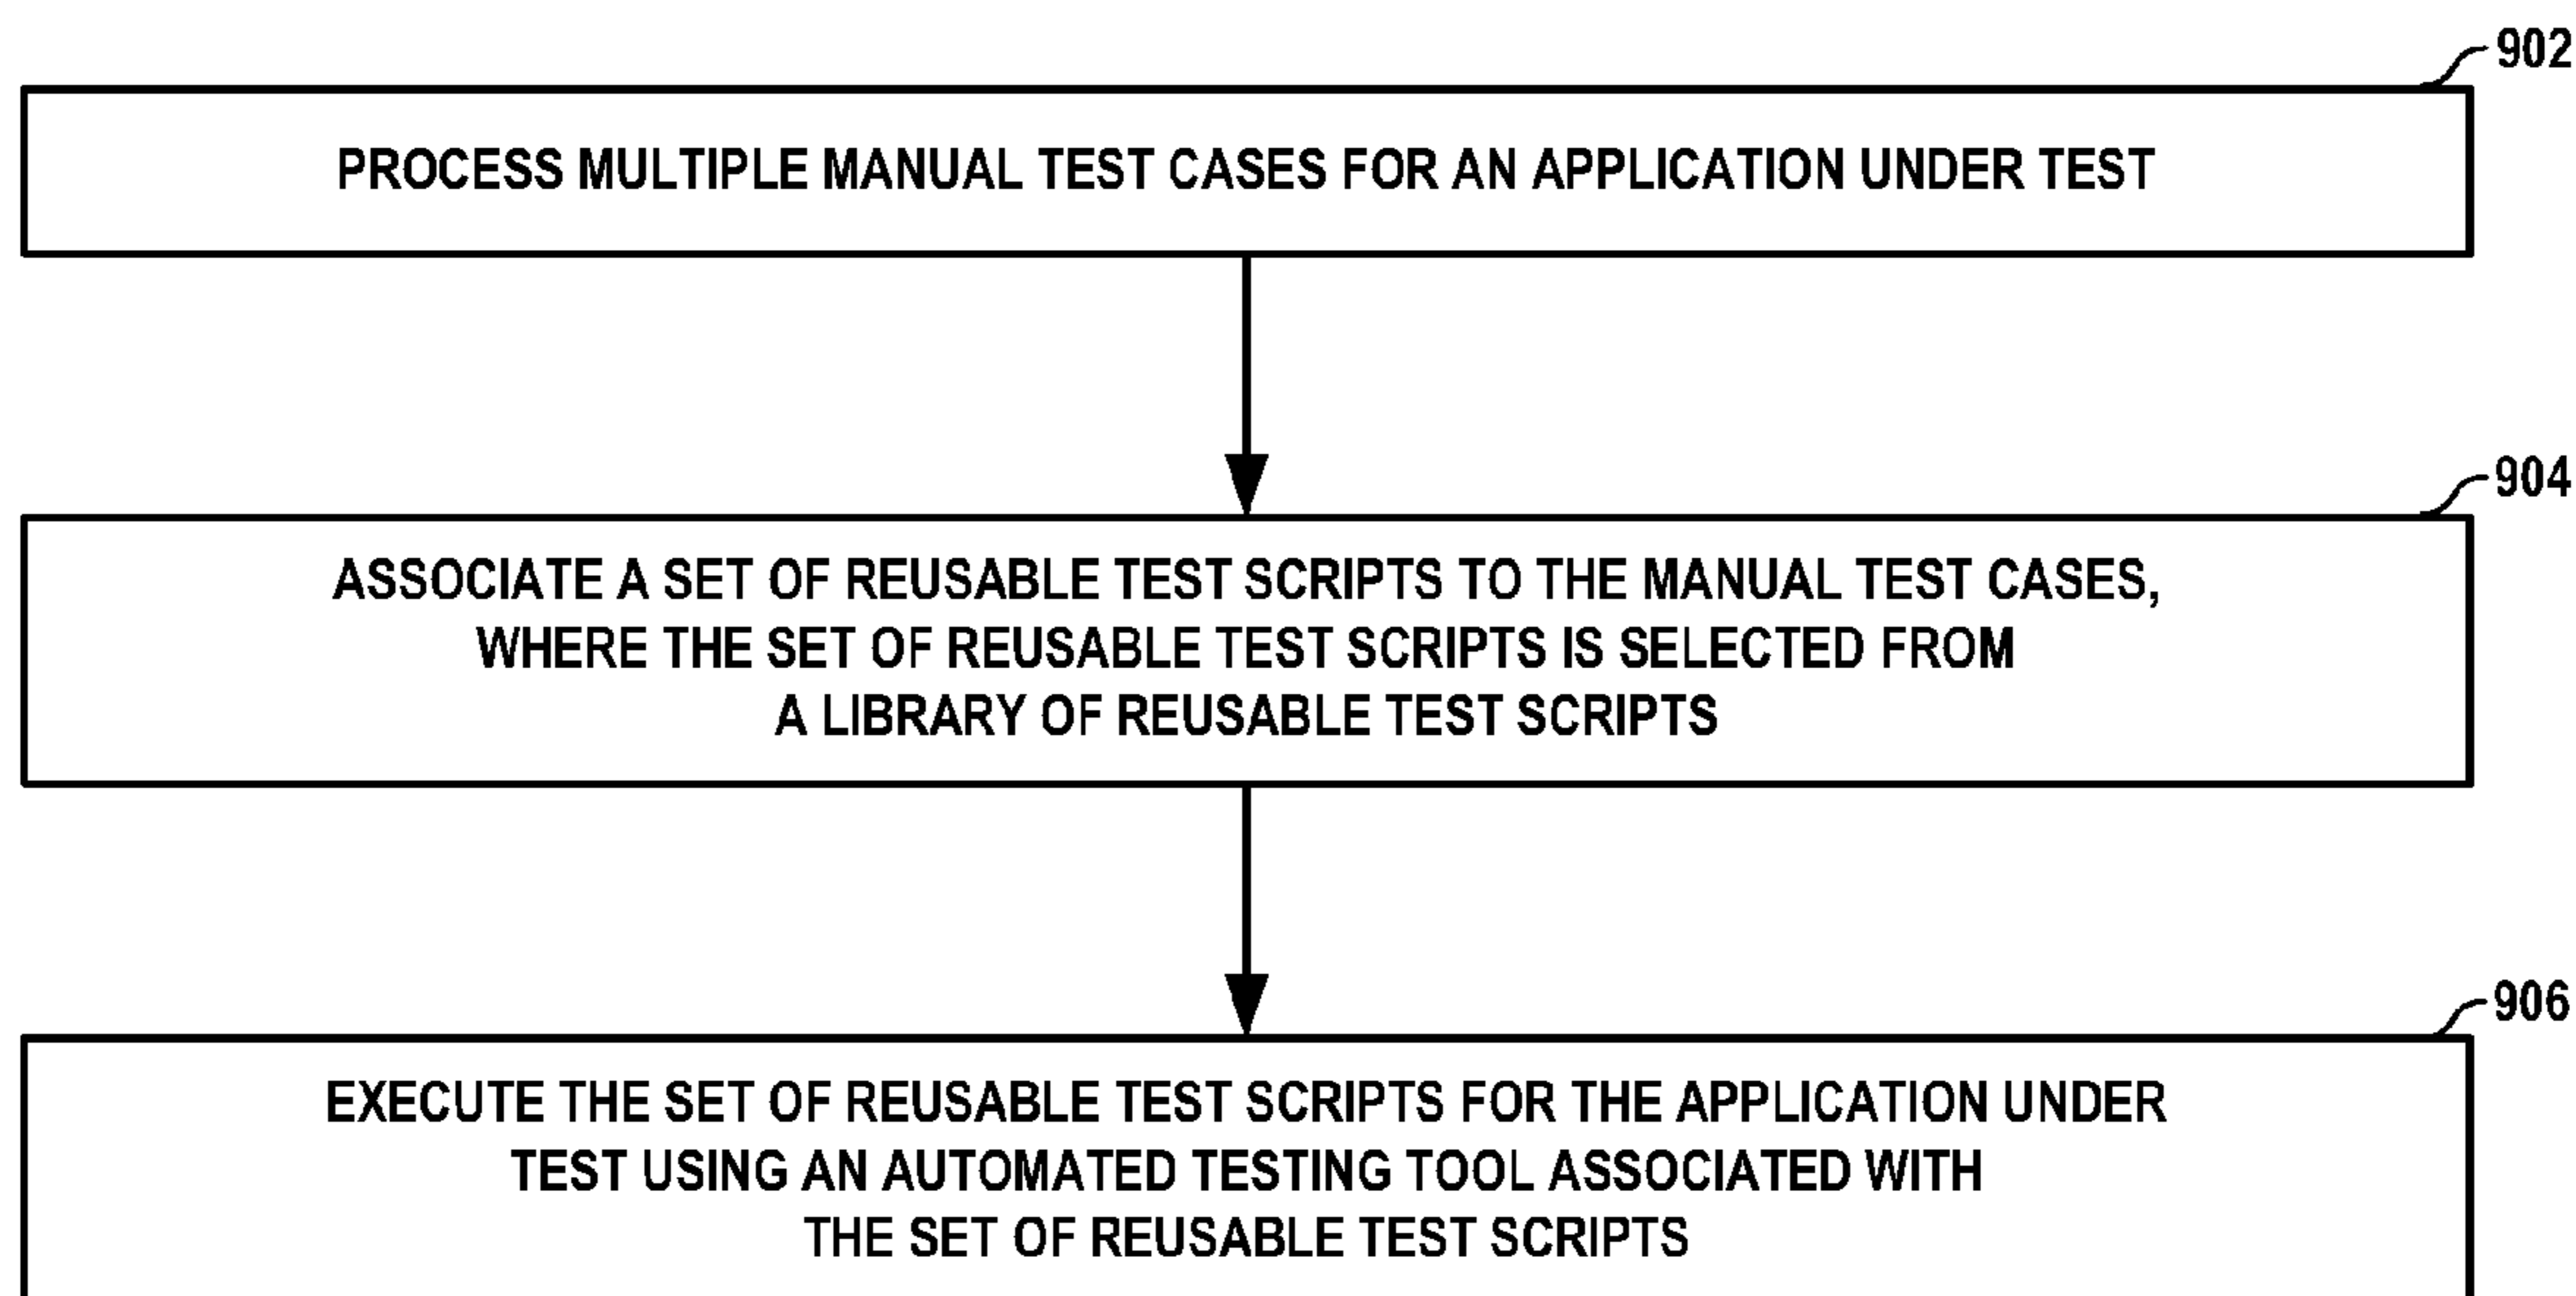 902
PROCESS MULTIPLE MANUAL TEST CASES FOR AN APPLICATION UNDER TEST
904
ASSOCIATE A SET OF REUSABLE TEST SCRIPTS TO THE MANUAL TEST CASES,
WHERE THE SET OF REUSABLE TEST SCRIPTS IS SELECTED FROM
A LIBRARY OF REUSABLE TEST SCRIPTS
906
EXECUTE THE SET OF REUSABLE TEST SCRIPTS FOR THE APPLICATION UNDER
TEST USING AN AUTOMATED TESTING TOOL ASSOCIATED WITH
THE SET OF REUSABLE TEST SCRIPTS